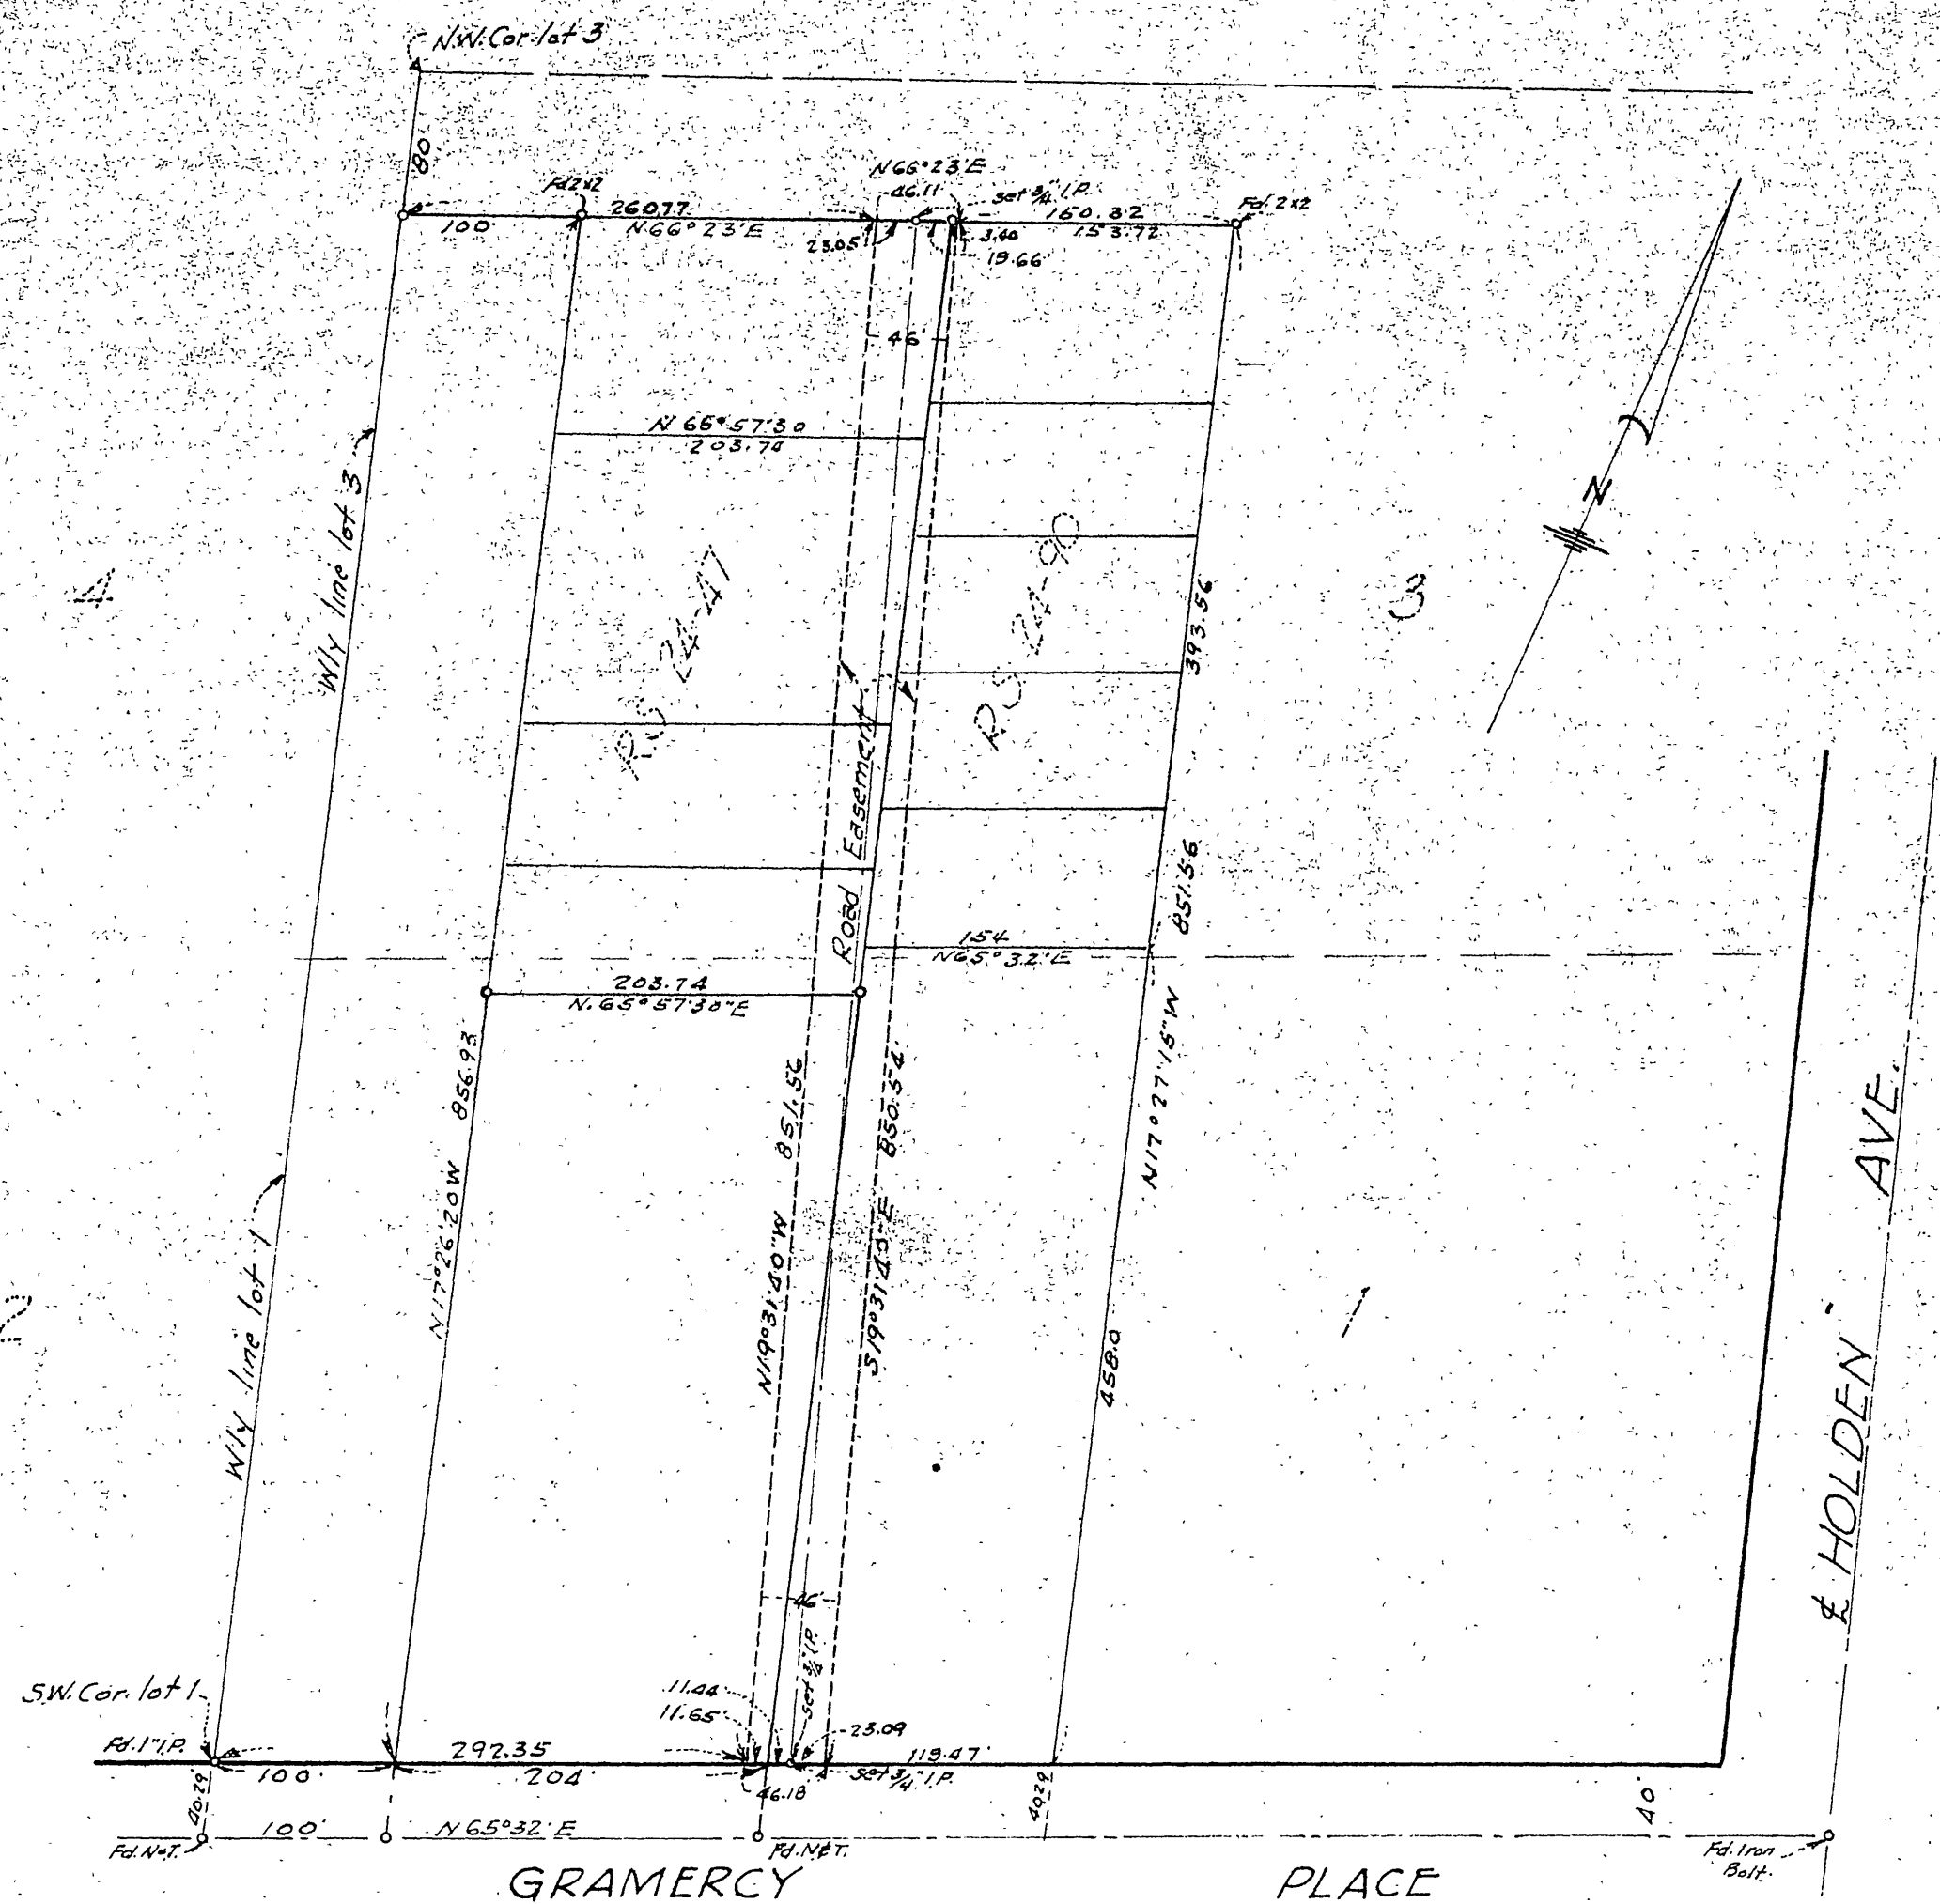 N.W. Cor. lot 3
80'
N66°23'E
46.11
Set 3/4" I.P.
Fd 2x2
260.77
150.32
Fd. 2x2
100
N66°23'E
23.05
3.40
153.72
19.66
46'
N 65°57'30
203.74
Wly line lot 3
4
R.S. 24-47
R.S. 24-90
393.56
3
N
Road Easement
154
N65°32'E
203.74
N. 65°57'30"E
851.56
856.93
851.56
850.54
N17°27'15"W
N17°26'20W
N19°31'40"W
S19°31'40"E
Wly line lot 1
2
1
458.0
℄ HOLDEN AVE.
46'
Set 3/4" I.P.
S.W. Cor. lot 1
11.44
11.65
23.09
Fd. 1" I.P.
292.35
119.47
100'
204'
46.18
Set 3/4" I.P.
40.29
40.29
40'
100'
N 65°32'E
Fd. N&T.
Fd. N&T.
Fd. Iron
Bolt.
GRAMERCY PLACE